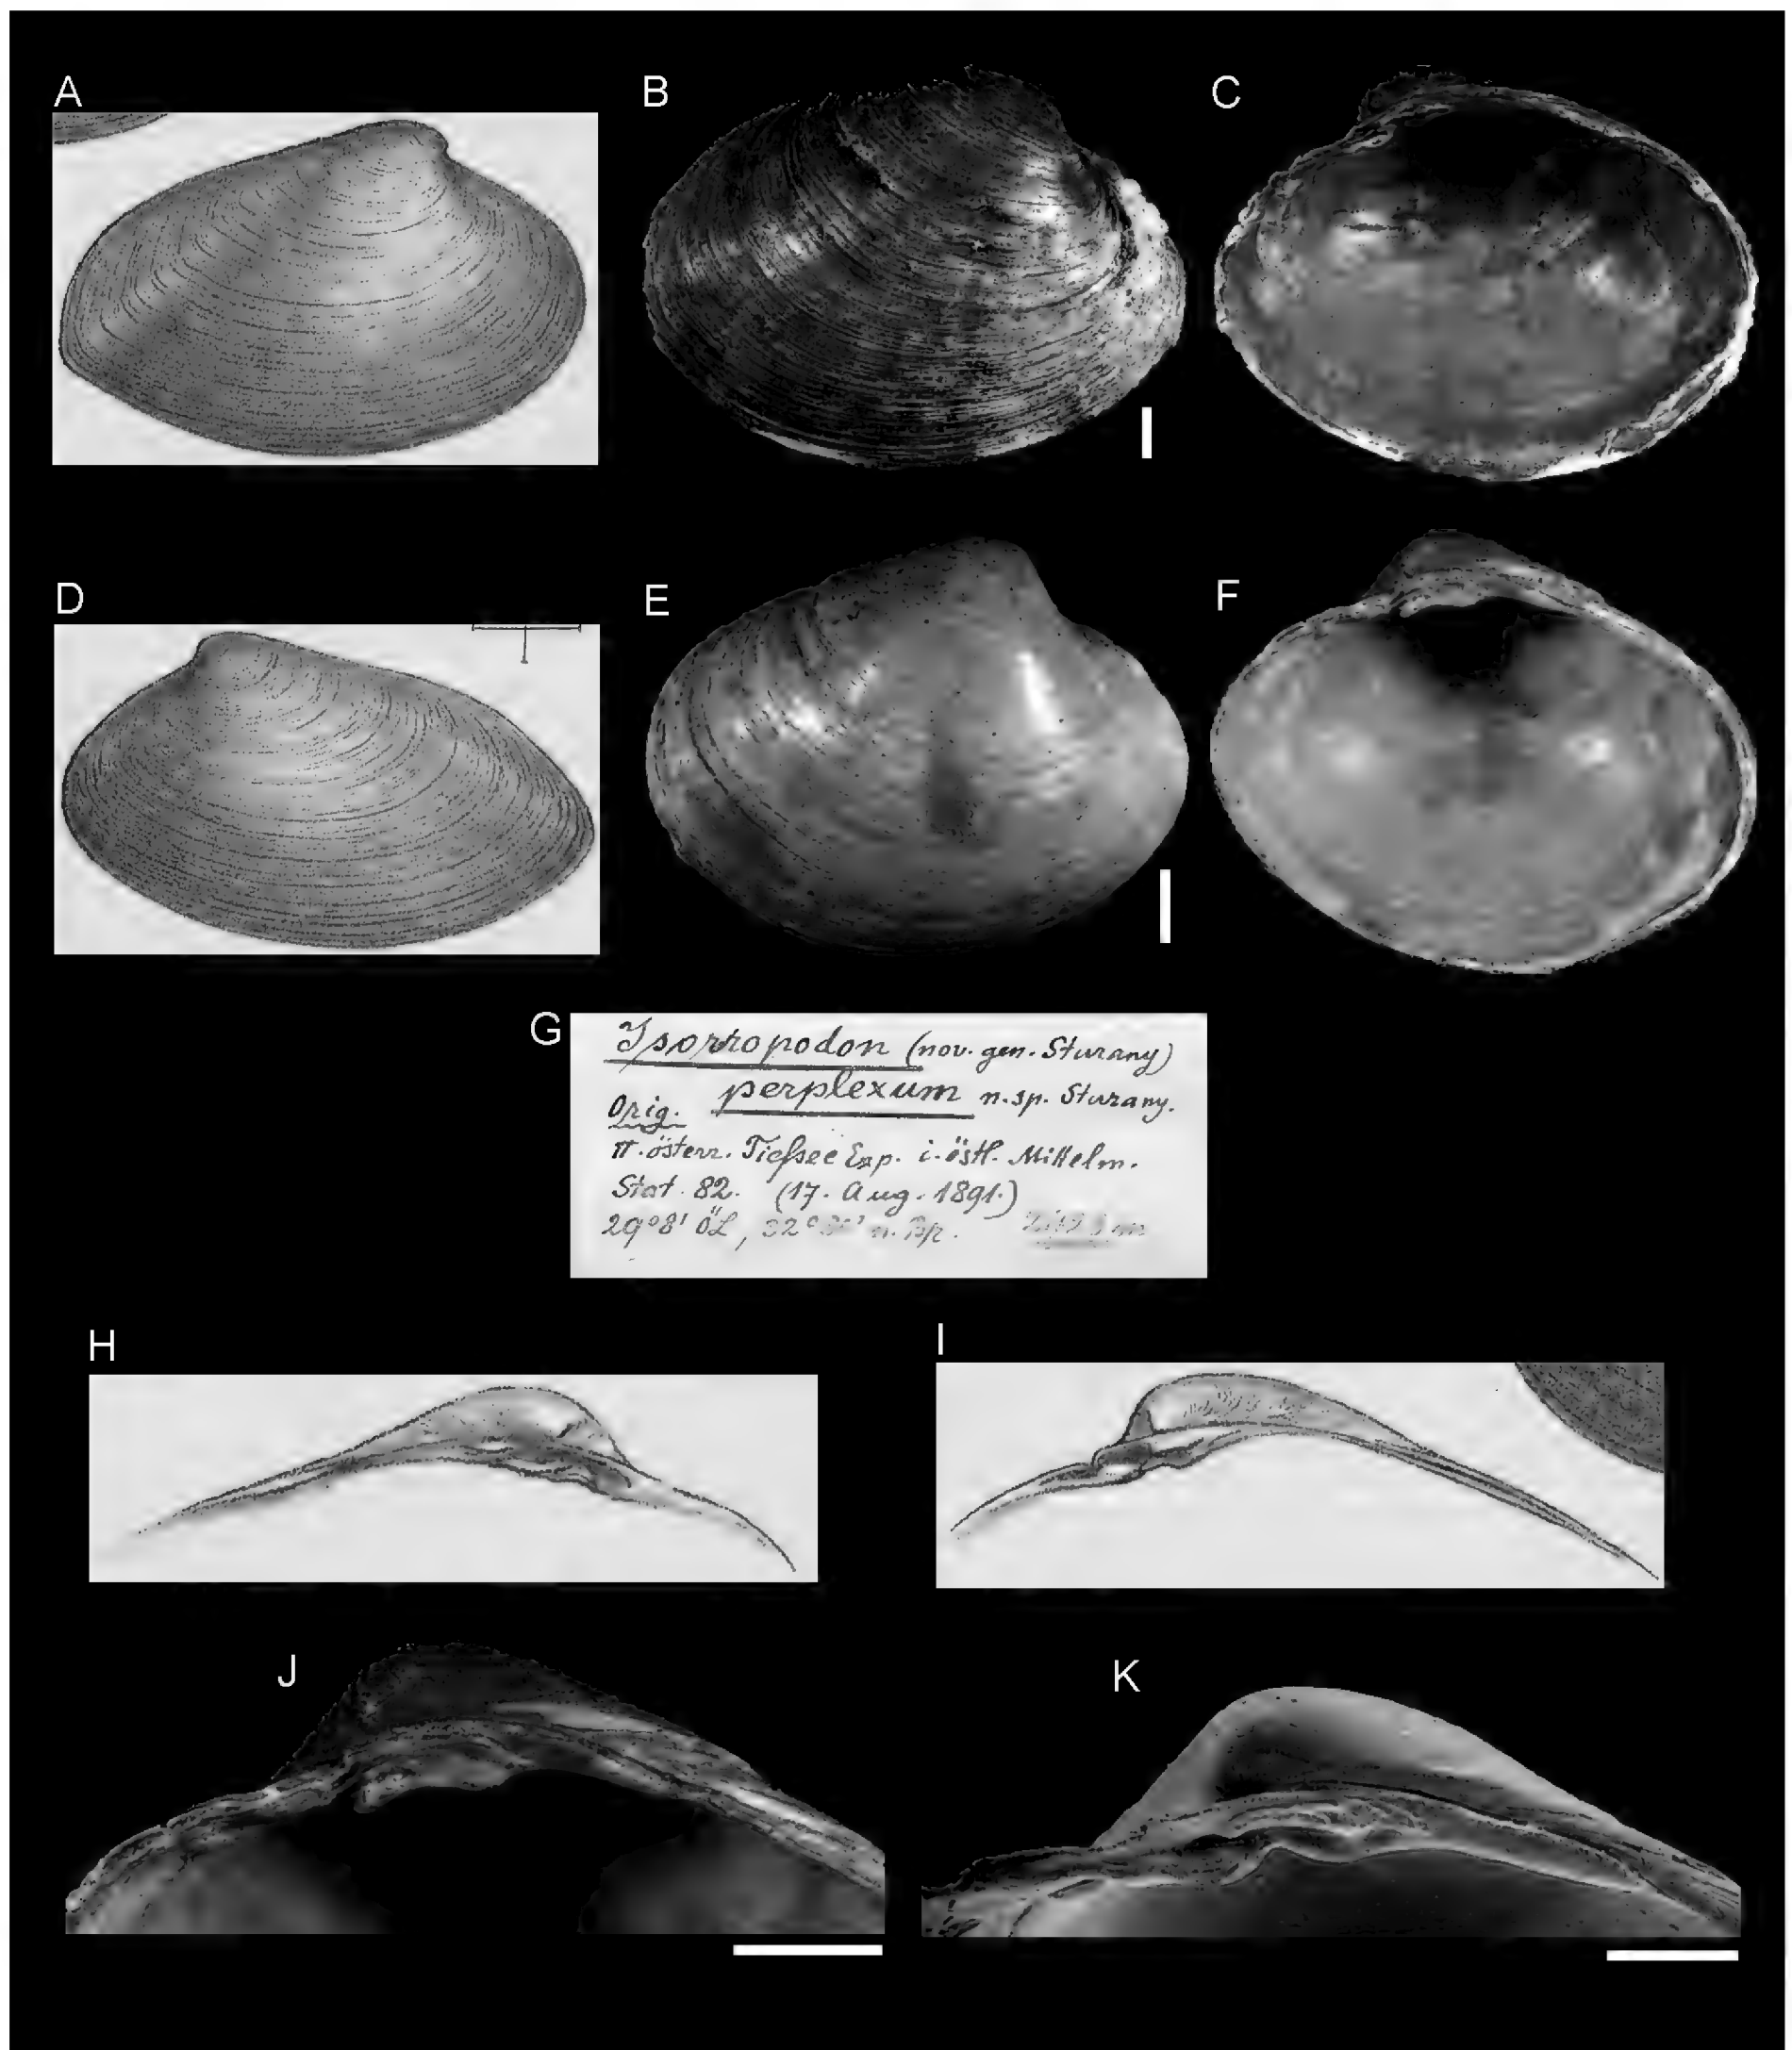 A
B
C
D
E
F
G
Isorropodon (nov. gen. Sturany)
perplexum n. sp. Sturany.
Orig.
II. österr. Tiefsee Exp. i. östl. Mittelm.
Stat. 82. (17. Aug. 1891.)
29°8' ÖL, 32° n. Br.
H
I
J
K